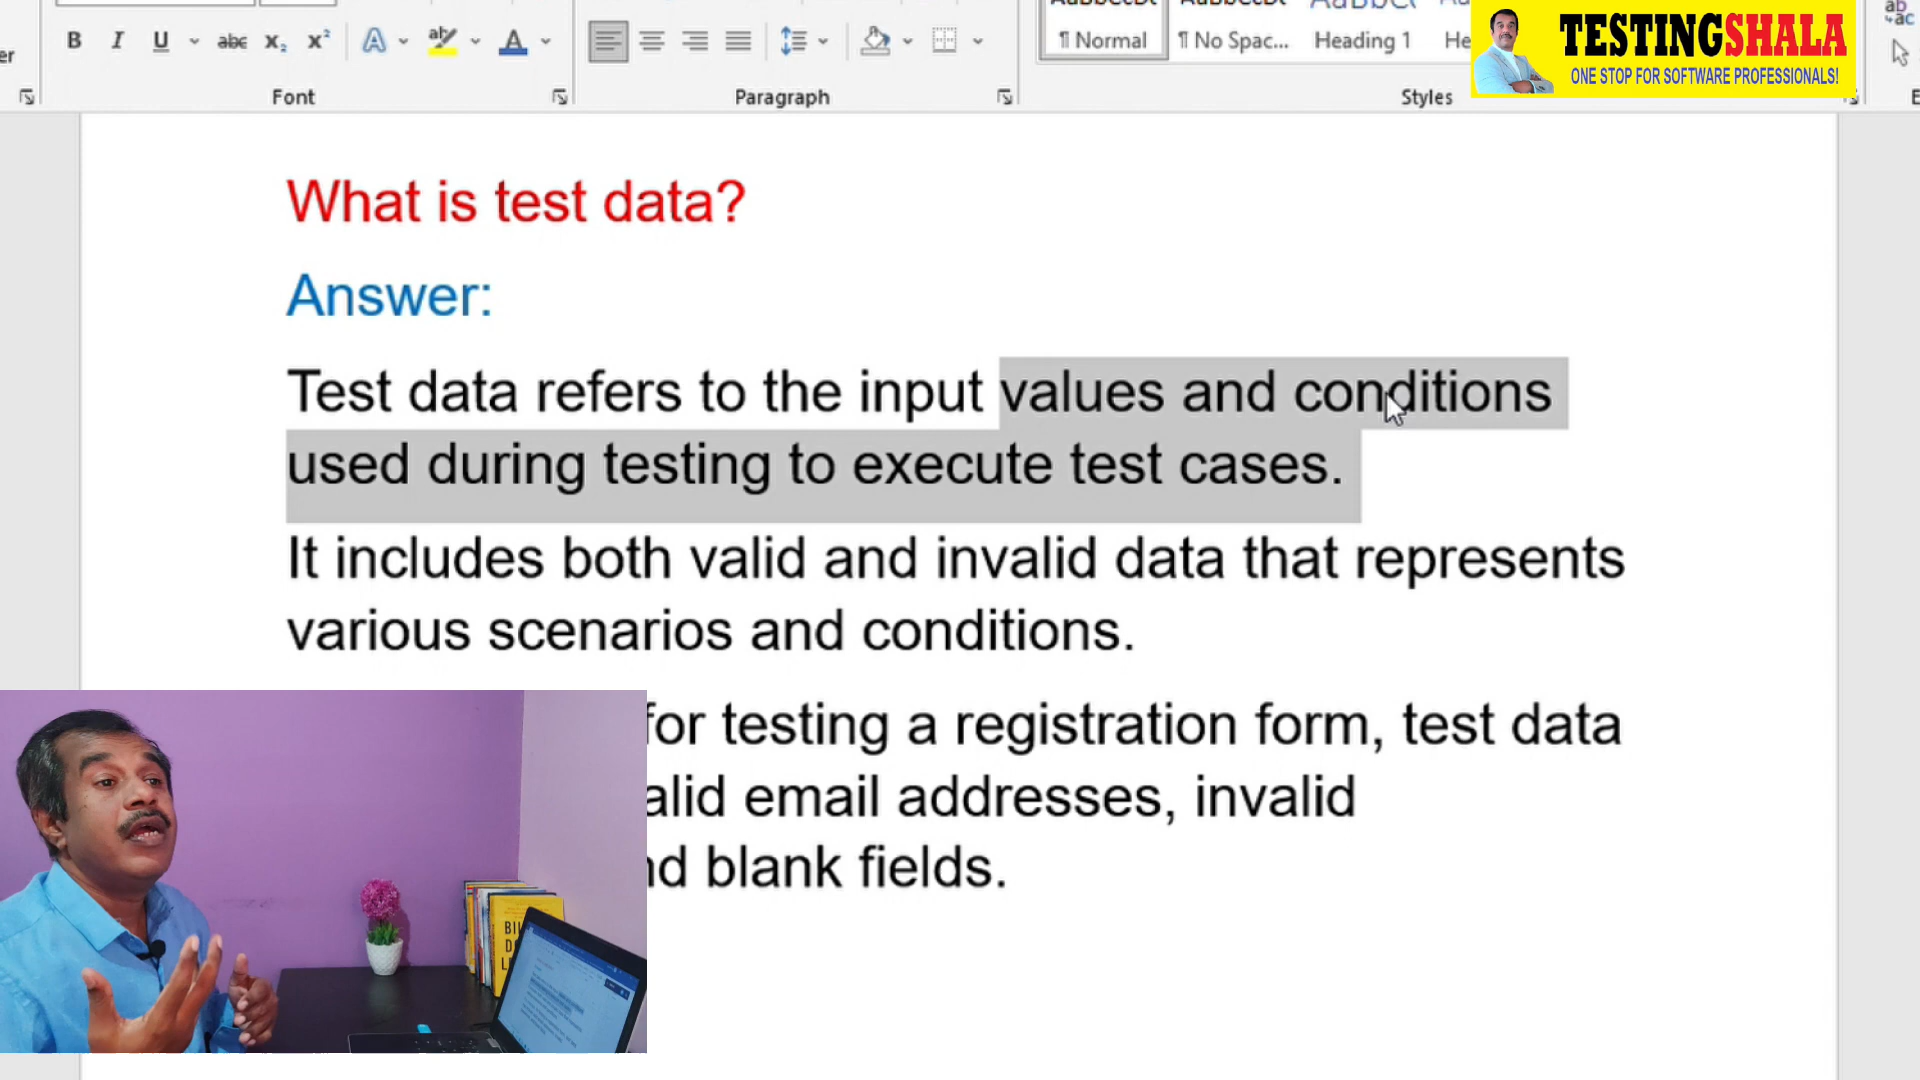 TESTINGSHALA
ONE STOP FOR SOFTWARE PROFESSIONALS!
B I U abc x₂ x² A A
¶ Normal
¶ No Spac...
Heading 1
He
Font
Paragraph
Styles
What is test data?
Answer:
Test data refers to the input values and conditions
used during testing to execute test cases.
It includes both valid and invalid data that represents
various scenarios and conditions.
for testing a registration form, test data
alid email addresses, invalid
nd blank fields.